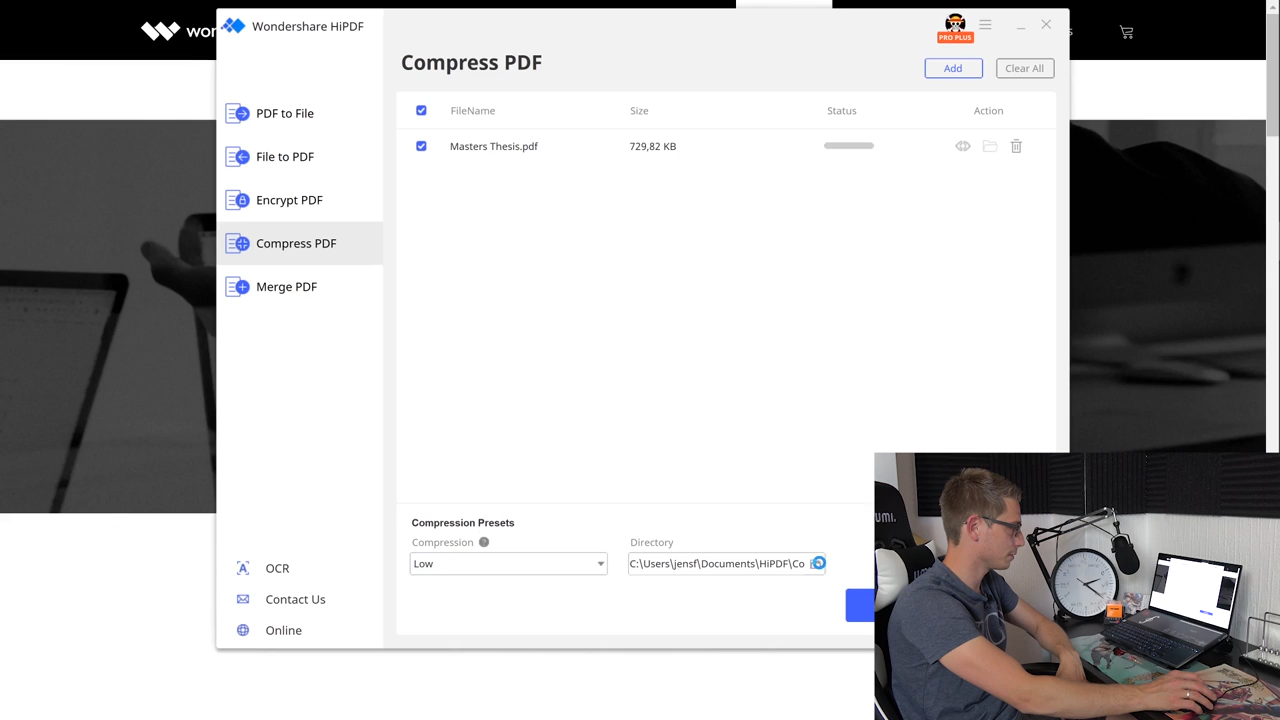 wor
Wondershare HiPDF
PRO PLUS
s
Compress PDF
Add
Clear All
PDF to File
File to PDF
Encrypt PDF
Compress PDF
Merge PDF
FileName
Size
Status
Action
Masters Thesis.pdf
729,82 KB
Compression Presets
Compression
Directory
Low
C:\Users\jensf\Documents\HiPDF\Co
OCR
Contact Us
Online
UMI.